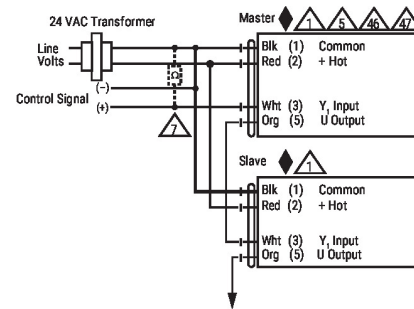 24 VAC Transformer
Master 1 5 46 47
Line
Volts
Blk (1) Common
Red (2) + Hot
Ω
(–)
Control Signal
(+)
Wht (3) Y, Input
Org (5) U Output
7
Slave 1
Blk (1) Common
Red (2) + Hot
Wht (3) Y, Input
Org (5) U Output